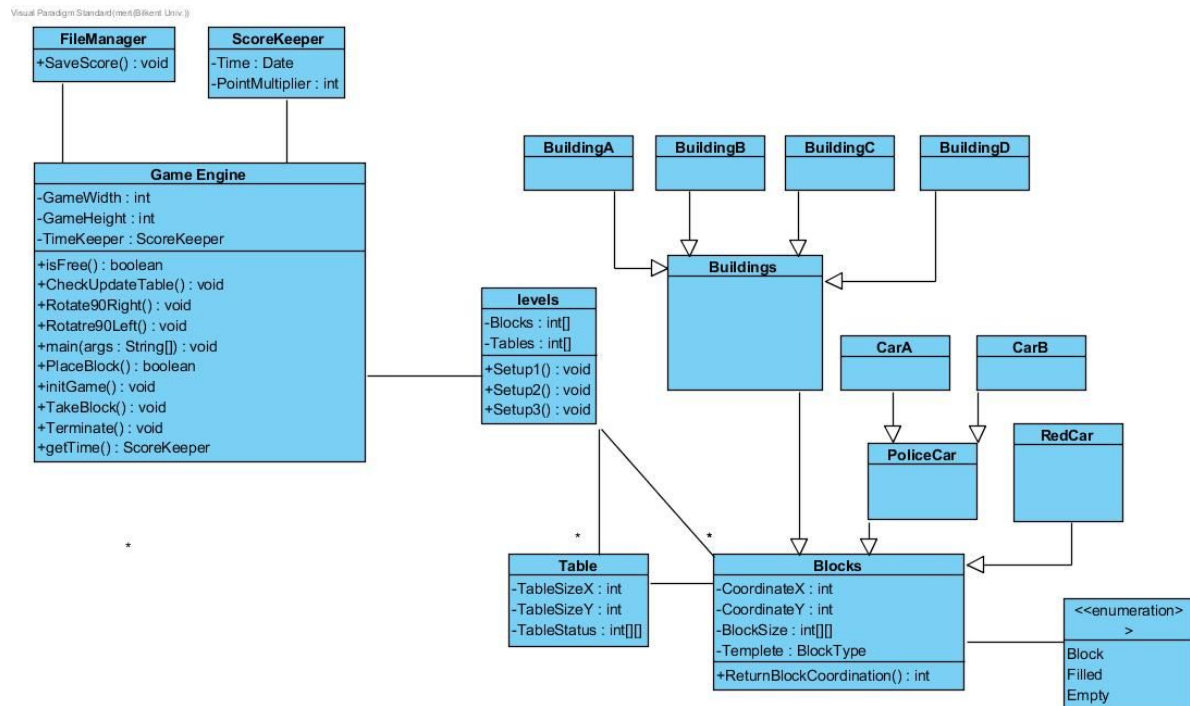 Visual Paradigm Standard(mert(Bilkent Univ.))
FileManager
+SaveScore() : void
ScoreKeeper
-Time : Date
-PointMultiplier : int
Game Engine
-GameWidth : int
-GameHeight : int
-TimeKeeper : ScoreKeeper
+isFree() : boolean
+CheckUpdateTable() : void
+Rotate90Right() : void
+Rotatre90Left() : void
+main(args : String[]) : void
+PlaceBlock() : boolean
+initGame() : void
+TakeBlock() : void
+Terminate() : void
+getTime() : ScoreKeeper
levels
-Blocks : int[]
-Tables : int[]
+Setup1() : void
+Setup2() : void
+Setup3() : void
BuildingA
BuildingB
BuildingC
BuildingD
Buildings
CarA
CarB
PoliceCar
RedCar
*
*
*
Table
-TableSizeX : int
-TableSizeY : int
-TableStatus : int[][]
Blocks
-CoordinateX : int
-CoordinateY : int
-BlockSize : int[][]
-Templete : BlockType
+ReturnBlockCoordination() : int
<<enumeration>
>
Block
Filled
Empty